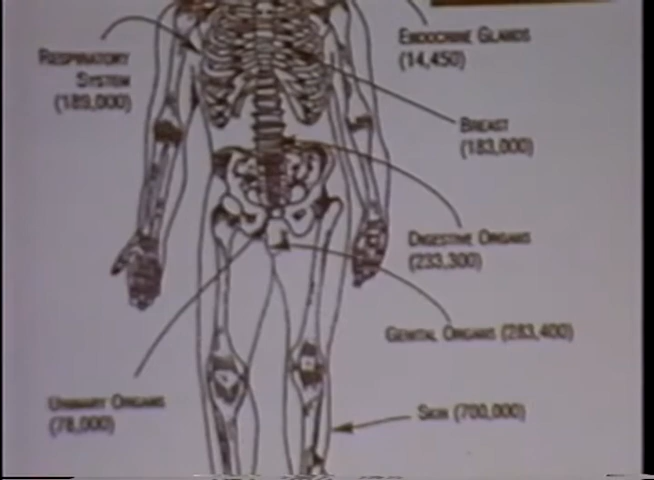 Endocrine Glands
(14,450)
Respiratory
System
(189,000)
Breast
(183,000)
Digestive Organs
(233,300)
Genital Organs (283,400)
Urinary Organs
(78,000)
Skin (700,000)